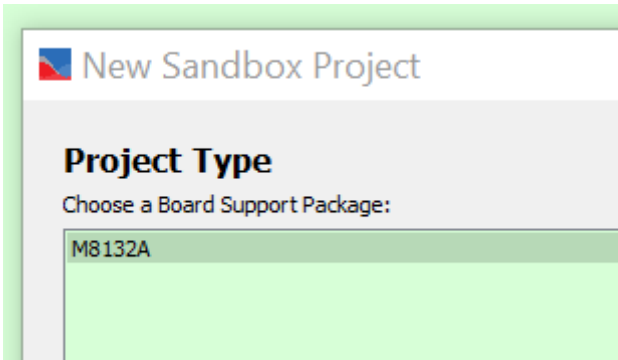 New Sandbox Project
Project Type
Choose a Board Support Package:
M8132A